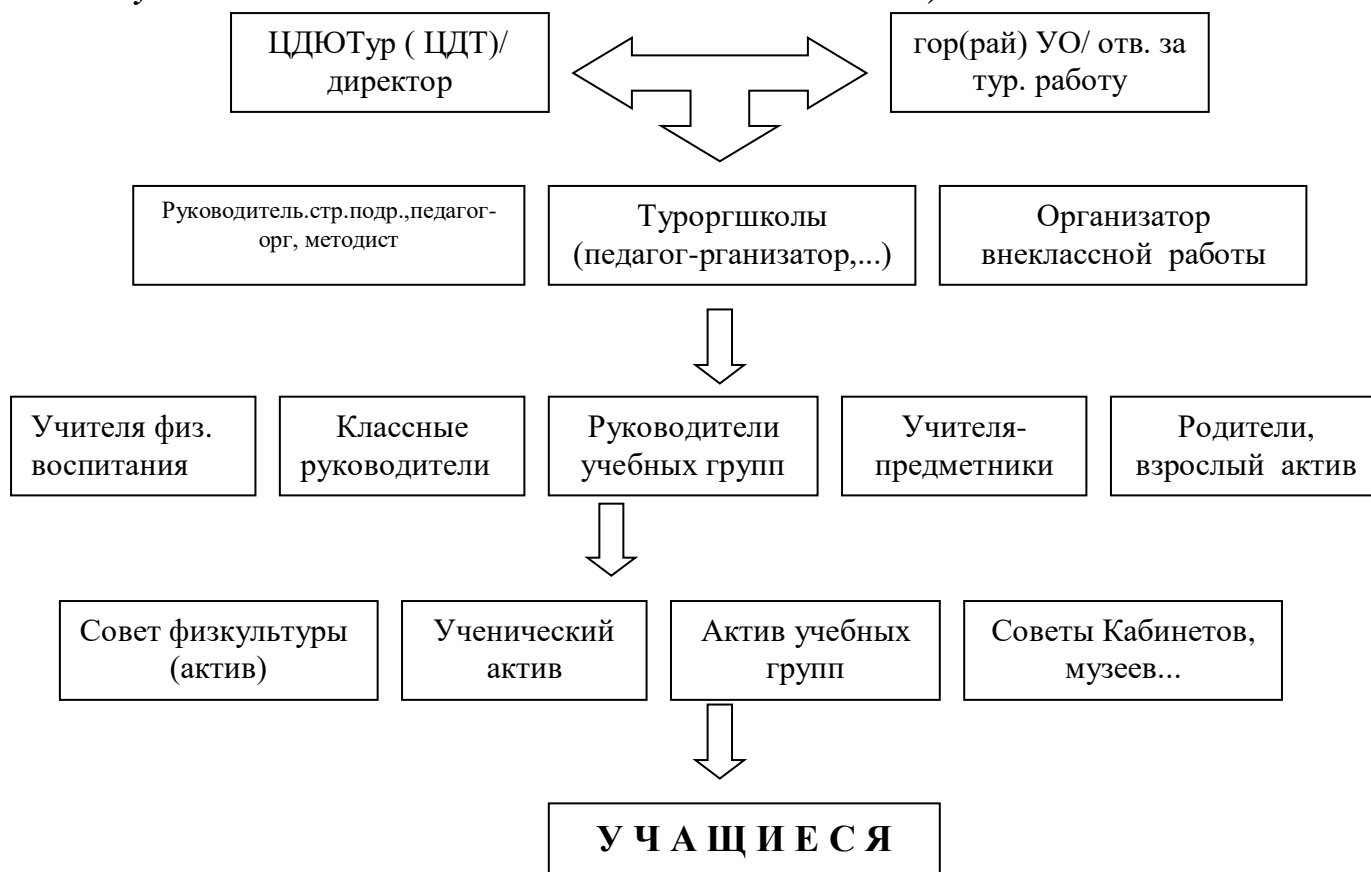 ЦДЮТур ( ЦДТ)/
директор
гор(рай) УО/ отв. за
тур. работу
Руководитель.стр.подр.,педагог-
орг, методист
Туроргшколы
(педагог-рганизатор,...)
Организатор
внеклассной работы
Учителя физ.
воспитания
Классные
руководители
Руководители
учебных групп
Учителя-
предметники
Родители,
взрослый актив
Совет физкультуры
(актив)
Ученический
актив
Актив учебных
групп
Советы Кабинетов,
музеев...
У Ч А Щ И Е С Я